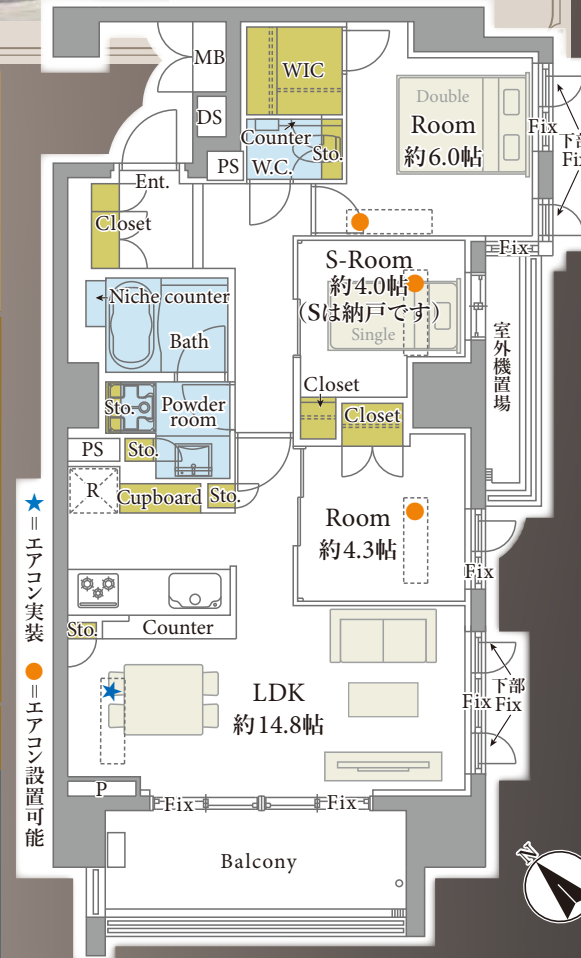 MB
WIC
DS
Counter
W.C.
Sto.
PS
Double
Room
約6.0帖
Fix
下部
Fix
Ent.
Closet
Fix
S-Room
約4.0帖
(Sは納戸です)
Single
室外機置場
Niche counter
Bath
Closet
Closet
Sto.
Powder
room
PS
Sto.
R
Cupboard
Sto.
Room
約4.3帖
Fix
Sto.
Counter
LDK
約14.8帖
下部
Fix
Fix
P
Fix
Fix
Balcony
N
★=エアコン実装 ●=エアコン設置可能